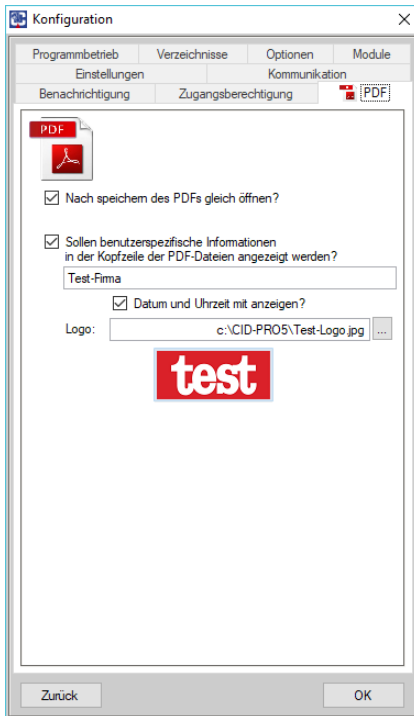 Konfiguration
Programmbetrieb Verzeichnisse Optionen Module
Einstellungen Kommunikation
Benachrichtigung Zugangsberechtigung PDF
PDF
Nach speichern des PDFs gleich öffnen?
Sollen benutzerspezifische Informationen
in der Kopfzeile der PDF-Dateien angezeigt werden?
Test-Firma
Datum und Uhrzeit mit anzeigen?
Logo: c:\CID-PRO5\Test-Logo.jpg ...
test
Zurück OK